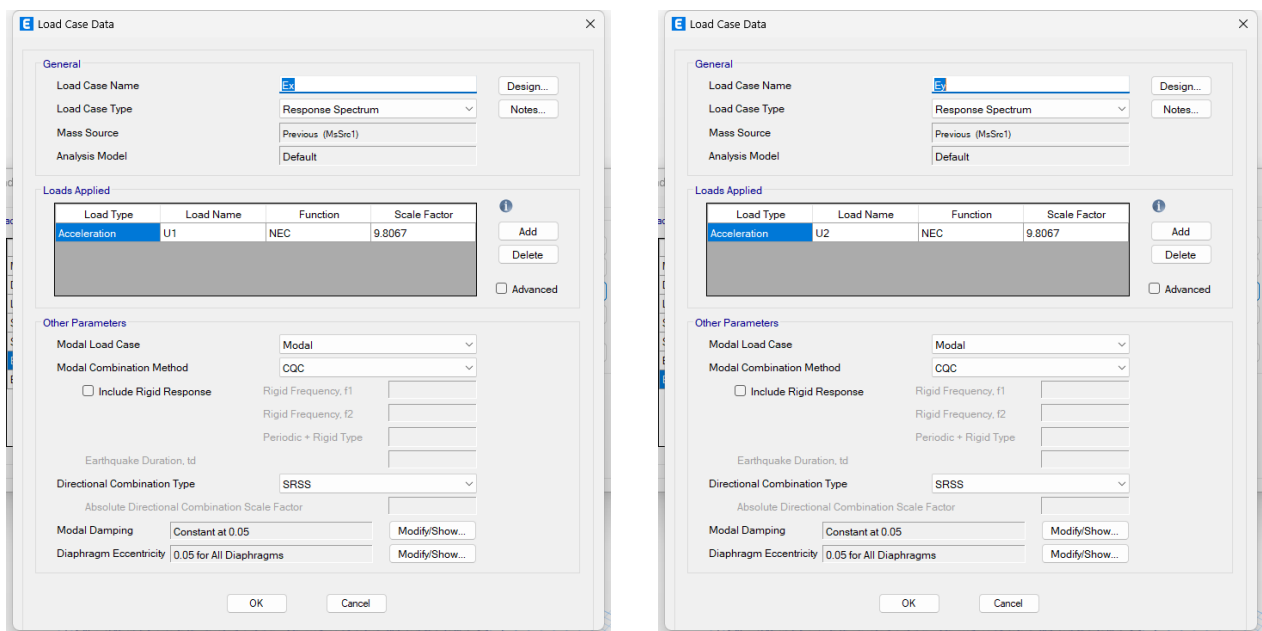 E Load Case Data
General
Load Case Name Ex Design...
Load Case Type Response Spectrum Notes...
Mass Source Previous (MsSrc1)
Analysis Model Default
Loads Applied
Load Type Load Name Function Scale Factor
Acceleration U1 NEC 9.8067
Add
Delete
Advanced
Other Parameters
Modal Load Case Modal
Modal Combination Method CQC
Include Rigid Response Rigid Frequency, f1
Rigid Frequency, f2
Periodic + Rigid Type
Earthquake Duration, td
Directional Combination Type SRSS
Absolute Directional Combination Scale Factor
Modal Damping Constant at 0.05 Modify/Show...
Diaphragm Eccentricity 0.05 for All Diaphragms Modify/Show...
OK Cancel
E Load Case Data
General
Load Case Name Ey Design...
Load Case Type Response Spectrum Notes...
Mass Source Previous (MsSrc1)
Analysis Model Default
Loads Applied
Load Type Load Name Function Scale Factor
Acceleration U2 NEC 9.8067
Add
Delete
Advanced
Other Parameters
Modal Load Case Modal
Modal Combination Method CQC
Include Rigid Response Rigid Frequency, f1
Rigid Frequency, f2
Periodic + Rigid Type
Earthquake Duration, td
Directional Combination Type SRSS
Absolute Directional Combination Scale Factor
Modal Damping Constant at 0.05 Modify/Show...
Diaphragm Eccentricity 0.05 for All Diaphragms Modify/Show...
OK Cancel